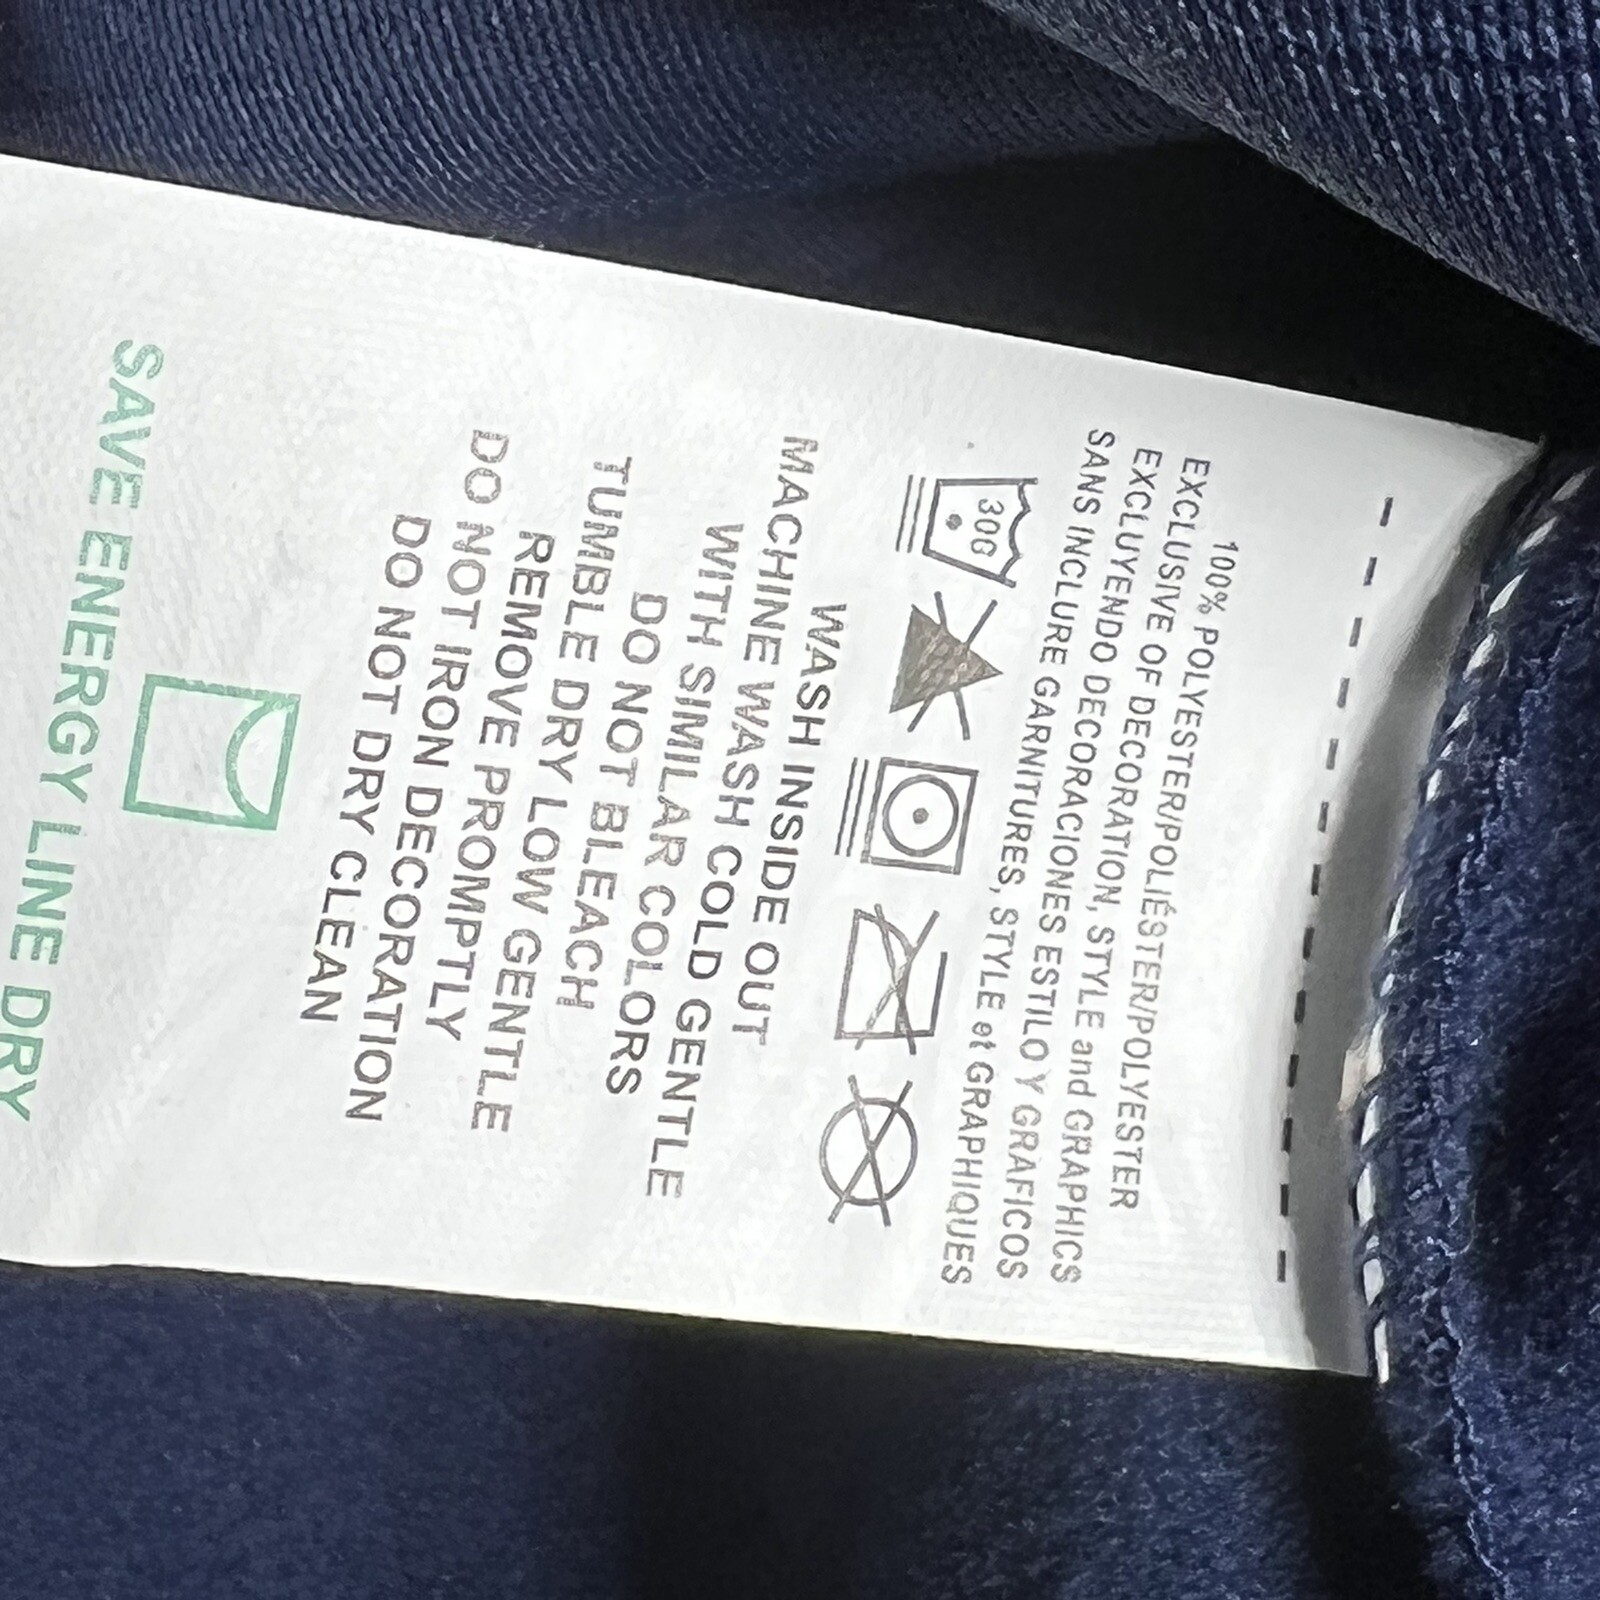 100% POLYESTER/POLIÉSTER/POLYESTER
EXCLUSIVE OF DECORATION, STYLE and GRAPHICS
EXCLUYENDO DECORACIONES ESTILO Y GRÁFICOS
SANS INCLURE GARNITURES, STYLE et GRAPHIQUES
30G
WASH INSIDE OUT
MACHINE WASH COLD GENTLE
WITH SIMILAR COLORS
DO NOT BLEACH
TUMBLE DRY LOW GENTLE
REMOVE PROMPTLY
DO NOT IRON DECORATION
DO NOT DRY CLEAN
SAVE ENERGY LINE DRY